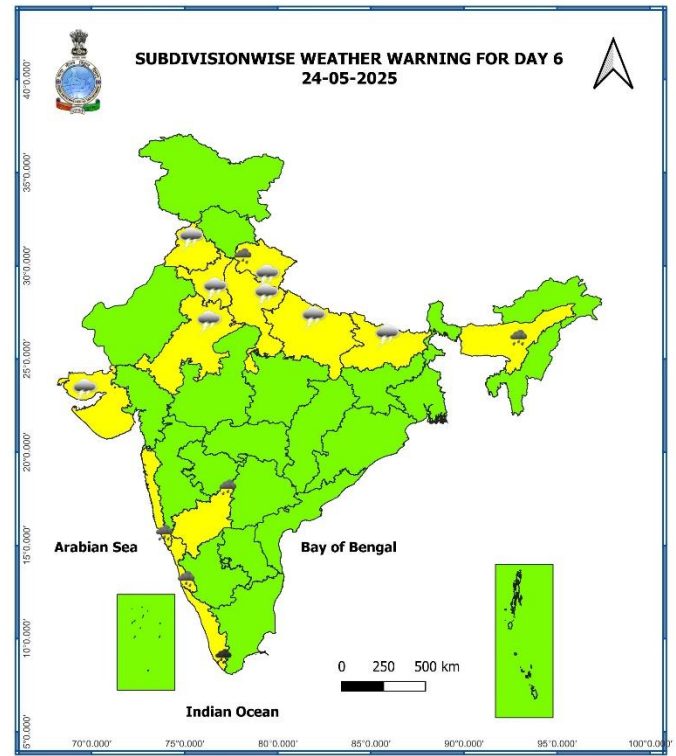 SUBDIVISIONWISE WEATHER WARNING FOR DAY 6
24-05-2025
40°0.000'
35°0.000'
30°0.000'
25°0.000'
20°0.000'
15°0.000'
10°0.000'
5°0.000'
Arabian Sea
Bay of Bengal
0 250 500 km
Indian Ocean
70°0.000' 75°0.000' 80°0.000' 85°0.000' 90°0.000' 95°0.000' 100°0.000'